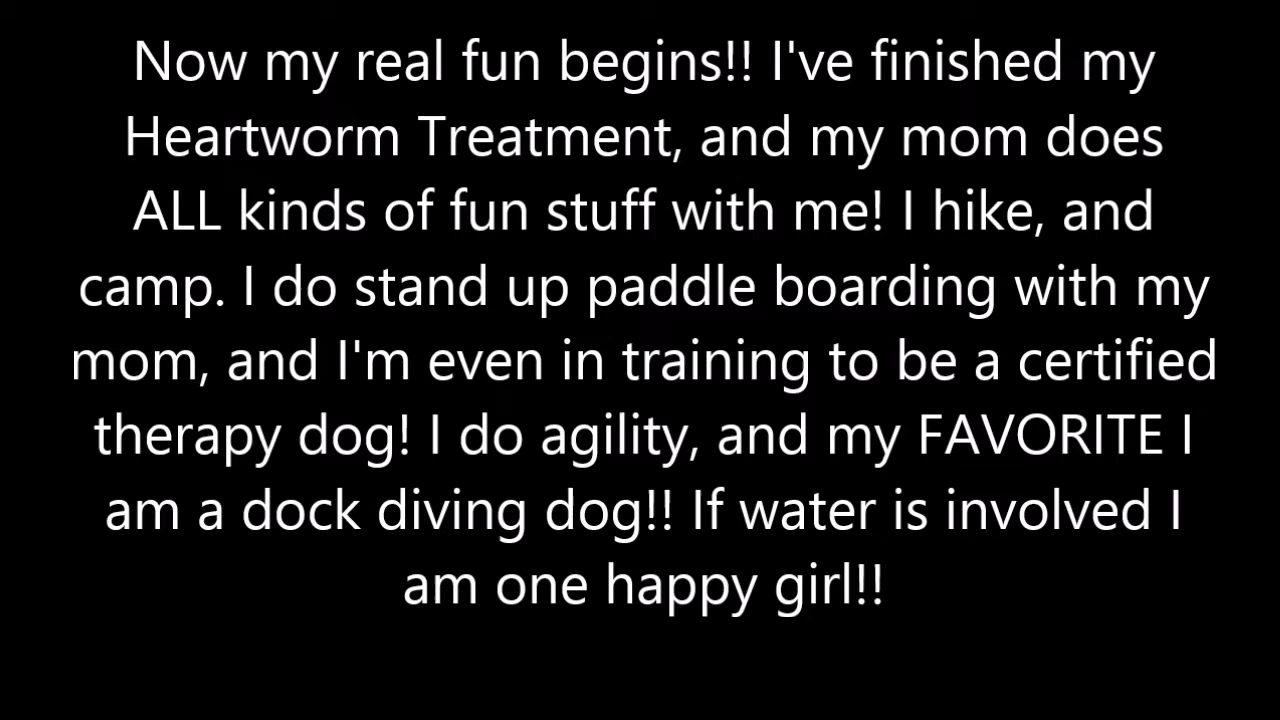 Now my real fun begins!! I've finished my
Heartworm Treatment, and my mom does
ALL kinds of fun stuff with me! I hike, and
camp. I do stand up paddle boarding with my
mom, and I'm even in training to be a certified
therapy dog! I do agility, and my FAVORITE I
am a dock diving dog!! If water is involved I
am one happy girl!!